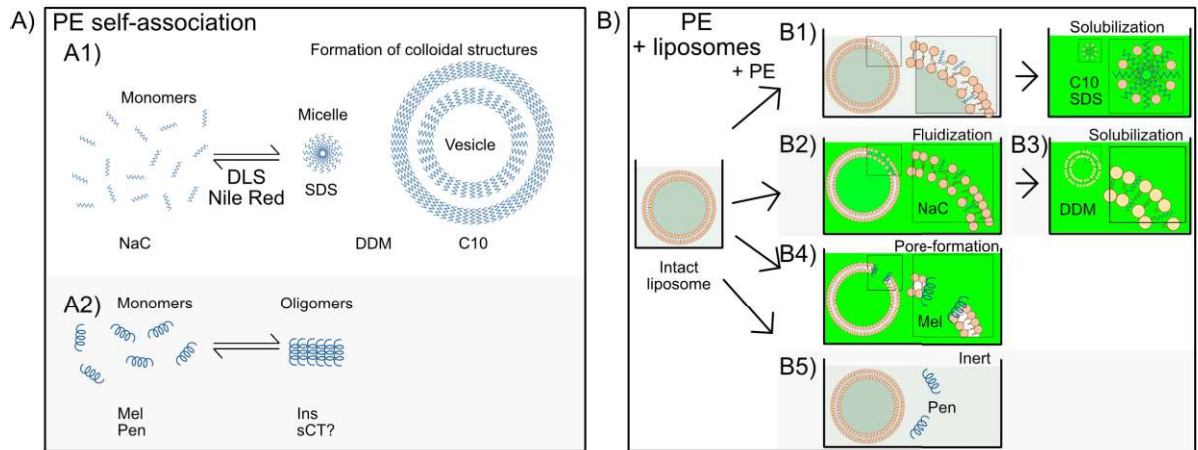 A)
PE self-association
A1)
Formation of colloidal structures
Monomers
Micelle
Vesicle
DLS
Nile Red
SDS
NaC
DDM
C10
A2)
Monomers
Oligomers
Mel
Pen
Ins
sCT?
B)
PE
+ liposomes
+ PE
Intact
liposome
B1)
Solubilization
C10
SDS
B2)
Fluidization
NaC
B3)
Solubilization
DDM
B4)
Pore-formation
Mel
B5)
Inert
Pen